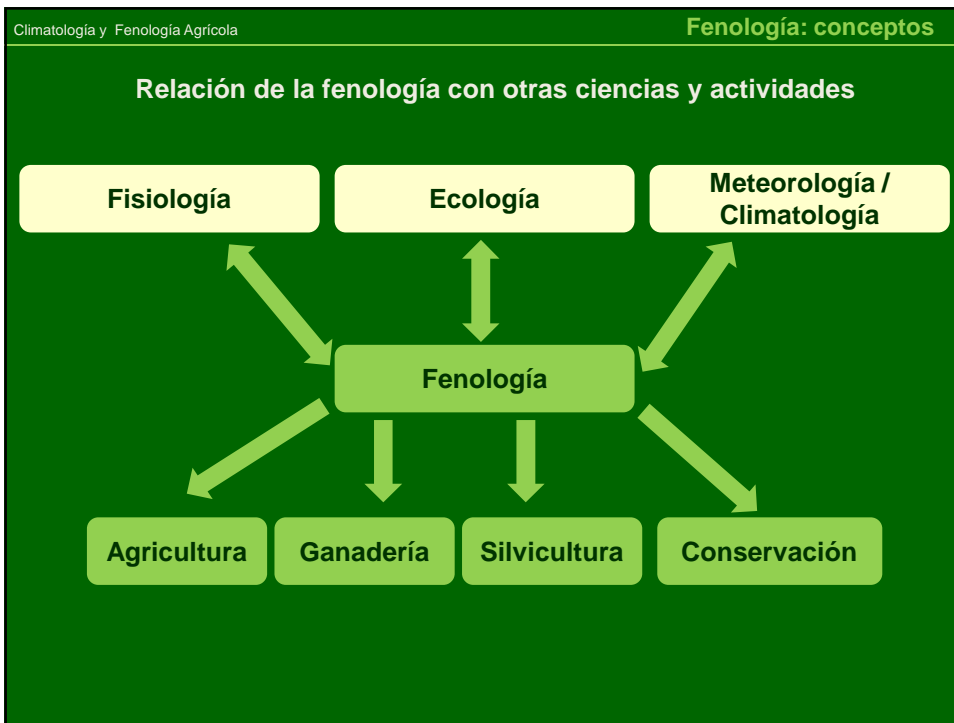 Climatología y Fenología Agrícola
Fenología: conceptos
Relación de la fenología con otras ciencias y actividades
Fisiología
Ecología
Meteorología /
Climatología
Fenología
Agricultura
Ganadería
Silvicultura
Conservación